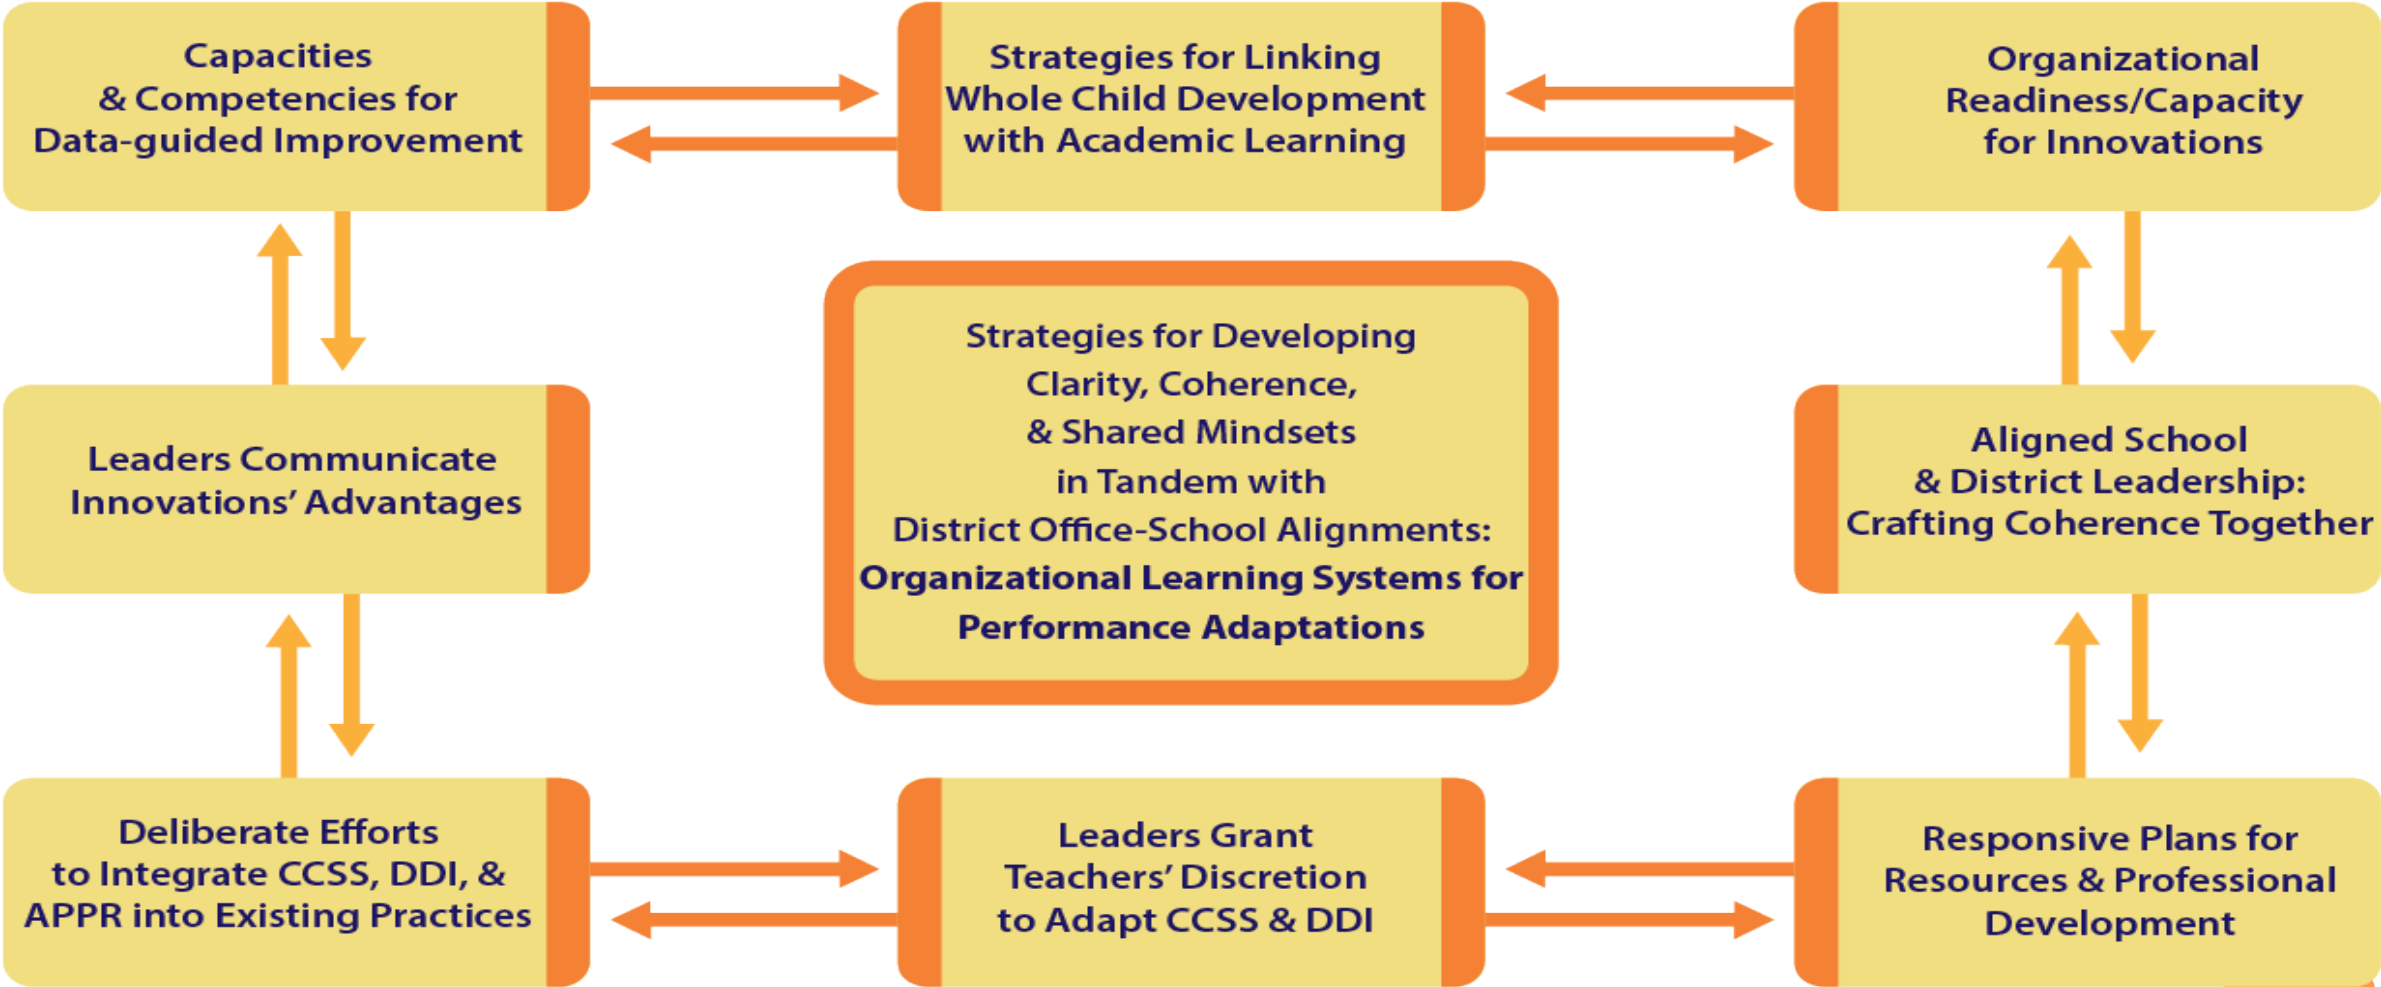 Capacities
& Competencies for
Data-guided Improvement
Strategies for Linking
Whole Child Development
with Academic Learning
Organizational
Readiness/Capacity
for Innovations
Strategies for Developing
Clarity, Coherence,
& Shared Mindsets
in Tandem with
District Office-School Alignments:
Organizational Learning Systems for
Performance Adaptations
Leaders Communicate
Innovations’ Advantages
Aligned School
& District Leadership:
Crafting Coherence Together
Deliberate Efforts
to Integrate CCSS, DDI, &
APPR into Existing Practices
Leaders Grant
Teachers’ Discretion
to Adapt CCSS & DDI
Responsive Plans for
Resources & Professional
Development